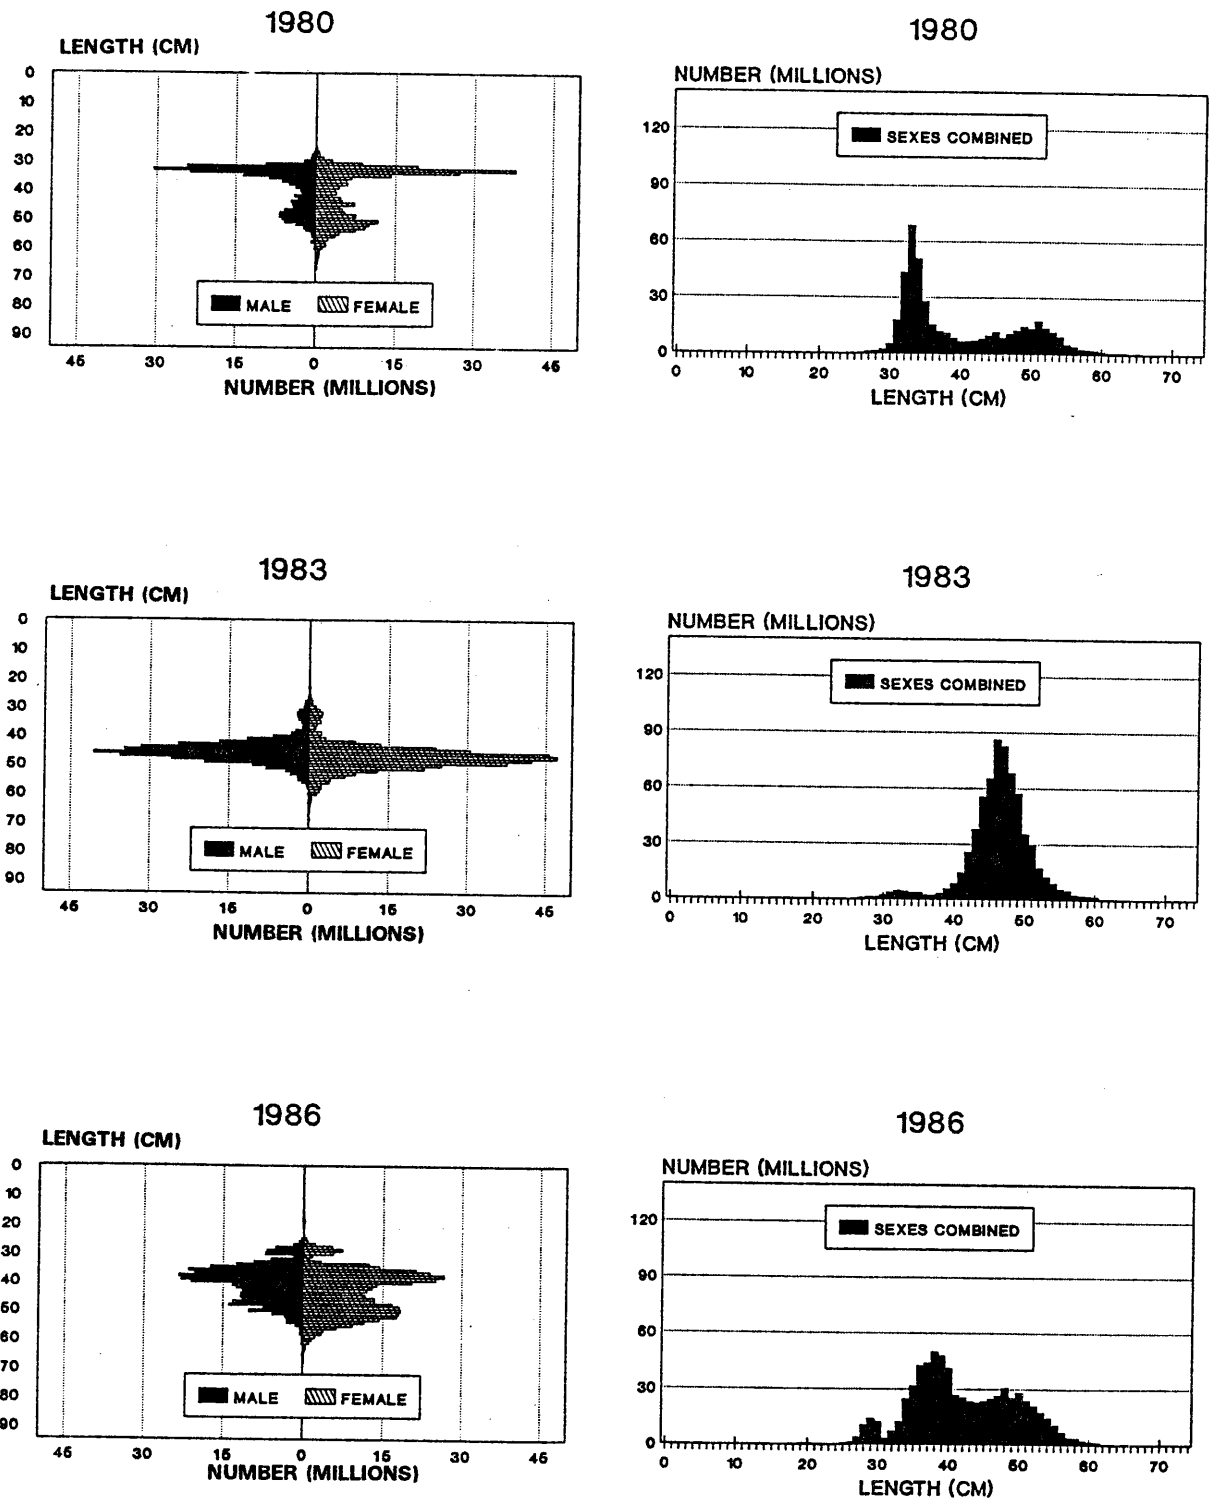 1980
LENGTH (CM)
0
10
20
30
40
50
60
70
80
90
MALE FEMALE
45 30 15 0 15 30 45
NUMBER (MILLIONS)
1980
NUMBER (MILLIONS)
120
90
60
30
0
SEXES COMBINED
0 10 20 30 40 50 60 70
LENGTH (CM)
1983
LENGTH (CM)
0
10
20
30
40
50
60
70
80
90
MALE FEMALE
45 30 15 0 15 30 45
NUMBER (MILLIONS)
1983
NUMBER (MILLIONS)
120
90
60
30
0
SEXES COMBINED
0 10 20 30 40 50 60 70
LENGTH (CM)
1986
LENGTH (CM)
0
10
20
30
40
50
60
70
80
90
MALE FEMALE
45 30 15 0 15 30 45
NUMBER (MILLIONS)
1986
NUMBER (MILLIONS)
120
90
60
30
0
SEXES COMBINED
0 10 20 30 40 50 60 70
LENGTH (CM)